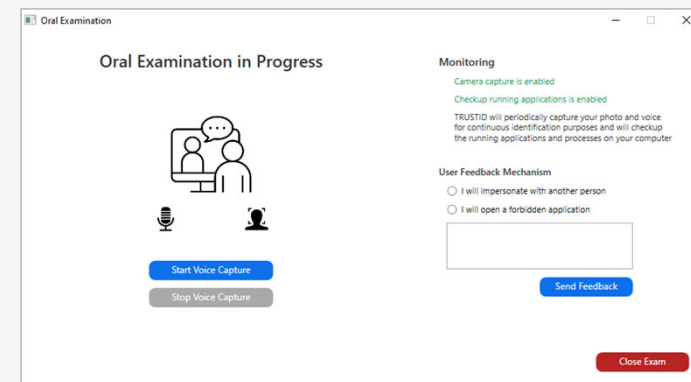 Oral Examination
Oral Examination in Progress
Start Voice Capture
Stop Voice Capture
Monitoring
Camera capture is enabled
Checkup running applications is enabled
TRUSTID will periodically capture your photo and voice
for continuous identification purposes and will checkup
the running applications and processes on your computer
User Feedback Mechanism
I will impersonate with another person
I will open a forbidden application
Send Feedback
Close Exam